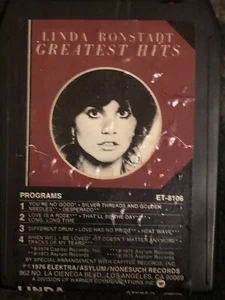 LINDA RONSTADT
GREATEST HITS
PROGRAMS
ET-8106
1 YOU'RE NO GOOD* • SILVER THREADS AND GOLDEN
NEEDLES** • DESPERADO**
2 LOVE IS A ROSE*** • THAT'LL BE THE DAY
LONG, LONG TIME
3 DIFFERENT DRUM • LOVE HAS NO PRIDE** • HEAT WAVE***
4 WHEN WILL I BE LOVED* • IT DOESN'T MATTER ANYMORE*
TRACKS OF MY TEARS***
BY SPECIAL ARRANGEMENT WITH CAPITOL RECORDS, INC.
1976 ELEKTRA/ASYLUM/NONESUCH RECORDS
962 NO. LA CIENEGA BLVD., LOS ANGELES, CA 90069
A DIVISION OF WARNER COMMUNICATIONS INC.
LINDA